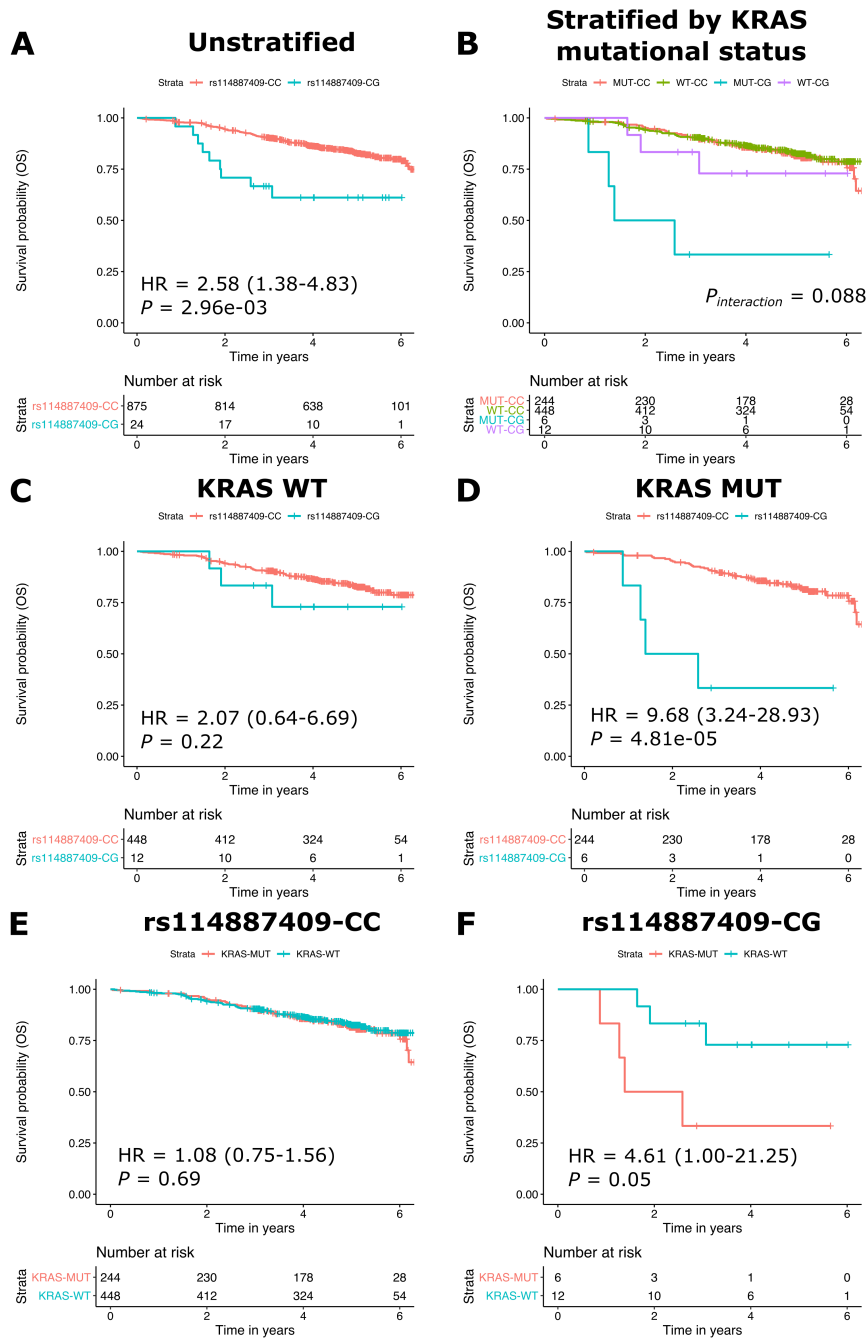 A
Unstratified
Strata rs114887409-CC rs114887409-CG
Survival probability (OS)
1.00
0.75
0.50
0.25
0.00
HR = 2.58 (1.38-4.83)
P = 2.96e-03
0 2 4 6
Time in years
Number at risk
Strata
rs114887409-CC 875 814 638 101
rs114887409-CG 24 17 10 1
0 2 4 6
Time in years
B
Stratified by KRAS
mutational status
Strata MUT-CC WT-CC MUT-CG WT-CG
Survival probability (OS)
1.00
0.75
0.50
0.25
0.00
Pinteraction = 0.088
0 2 4 6
Time in years
Number at risk
Strata
MUT-CC 244 230 178 28
WT-CC 448 412 324 54
MUT-CG 6 3 1 0
WT-CG 12 10 6 1
0 2 4 6
Time in years
C
KRAS WT
Strata rs114887409-CC rs114887409-CG
Survival probability (OS)
1.00
0.75
0.50
0.25
0.00
HR = 2.07 (0.64-6.69)
P = 0.22
0 2 4 6
Time in years
Number at risk
Strata
rs114887409-CC 448 412 324 54
rs114887409-CG 12 10 6 1
0 2 4 6
Time in years
D
KRAS MUT
Strata rs114887409-CC rs114887409-CG
Survival probability (OS)
1.00
0.75
0.50
0.25
0.00
HR = 9.68 (3.24-28.93)
P = 4.81e-05
0 2 4 6
Time in years
Number at risk
Strata
rs114887409-CC 244 230 178 28
rs114887409-CG 6 3 1 0
0 2 4 6
Time in years
E
rs114887409-CC
Strata KRAS-MUT KRAS-WT
Survival probability (OS)
1.00
0.75
0.50
0.25
0.00
HR = 1.08 (0.75-1.56)
P = 0.69
0 2 4 6
Time in years
Number at risk
Strata
KRAS-MUT 244 230 178 28
KRAS-WT 448 412 324 54
0 2 4 6
Time in years
F
rs114887409-CG
Strata KRAS-MUT KRAS-WT
Survival probability (OS)
1.00
0.75
0.50
0.25
0.00
HR = 4.61 (1.00-21.25)
P = 0.05
0 2 4 6
Time in years
Number at risk
Strata
KRAS-MUT 6 3 1 0
KRAS-WT 12 10 6 1
0 2 4 6
Time in years